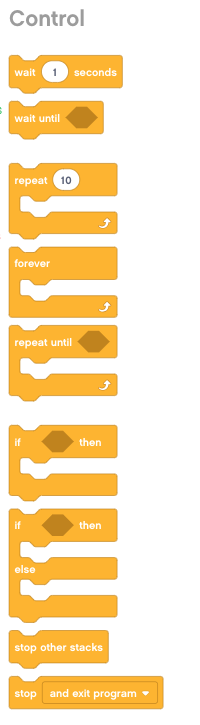 Control
wait 1 seconds
wait until
repeat 10
forever
repeat until
if then
if then
else
stop other stacks
stop and exit program